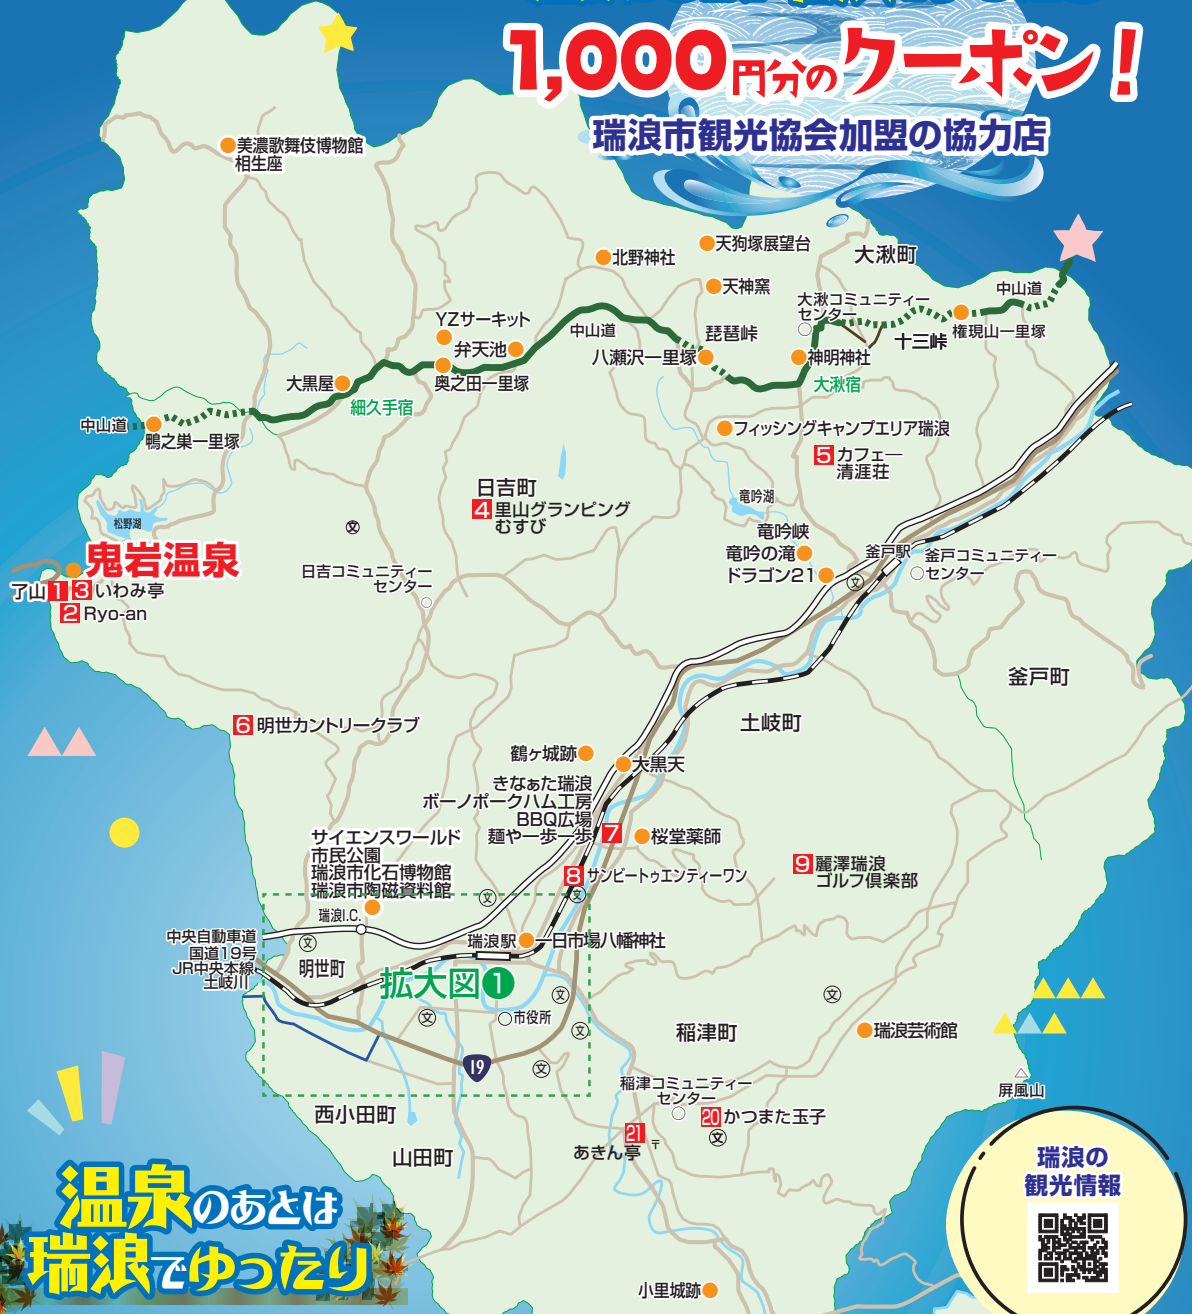 1,000円分のクーポン!
瑞浪市観光協会加盟の協力店
美濃歌舞伎博物館
相生座
北野神社
天狗塚展望台
天神窯
大湫町
大湫コミュニティー
センター
中山道
権現山一里塚
十三峠
YZサーキット
弁天池
中山道
琵琶峠
八瀬沢一里塚
神明神社
大湫宿
大黒屋
奥之田一里塚
細久手宿
中山道
鴨之巣一里塚
フィッシングキャンプエリア瑞浪
5 カフェ―
清涯荘
日吉町
4 里山グランピング
むすび
竜吟湖
竜吟峡
竜吟の滝
ドラゴン21
釜戸駅
釜戸コミュニティー
センター
文
松野湖
文
鬼岩温泉
了山 1 3 いわみ亭
2 Ryo-an
日吉コミュニティー
センター
釜戸町
6 明世カントリークラブ
土岐町
鶴ヶ城跡
大黒天
きなぁた瑞浪
ボーノポークハム工房
BBQ広場
麺や一歩一歩
7
桜堂薬師
8 サンビートゥエンティーワン
9 麗澤瑞浪
ゴルフ倶楽部
サイエンスワールド
市民公園
瑞浪市化石博物館
瑞浪市陶磁資料館
瑞浪I.C.
文
文
文
中央自動車道
国道19号
JR中央本線
土岐川
明世町
瑞浪駅
一日市場八幡神社
拡大図1
文
市役所
文
文
文
19
文
稲津町
瑞浪芸術館
屏風山
稲津コミュニティー
センター
20 かつまた玉子
文
21
〒
あきん亭
西小田町
山田町
小里城跡
温泉のあとは
瑞浪でゆったり
瑞浪の
観光情報